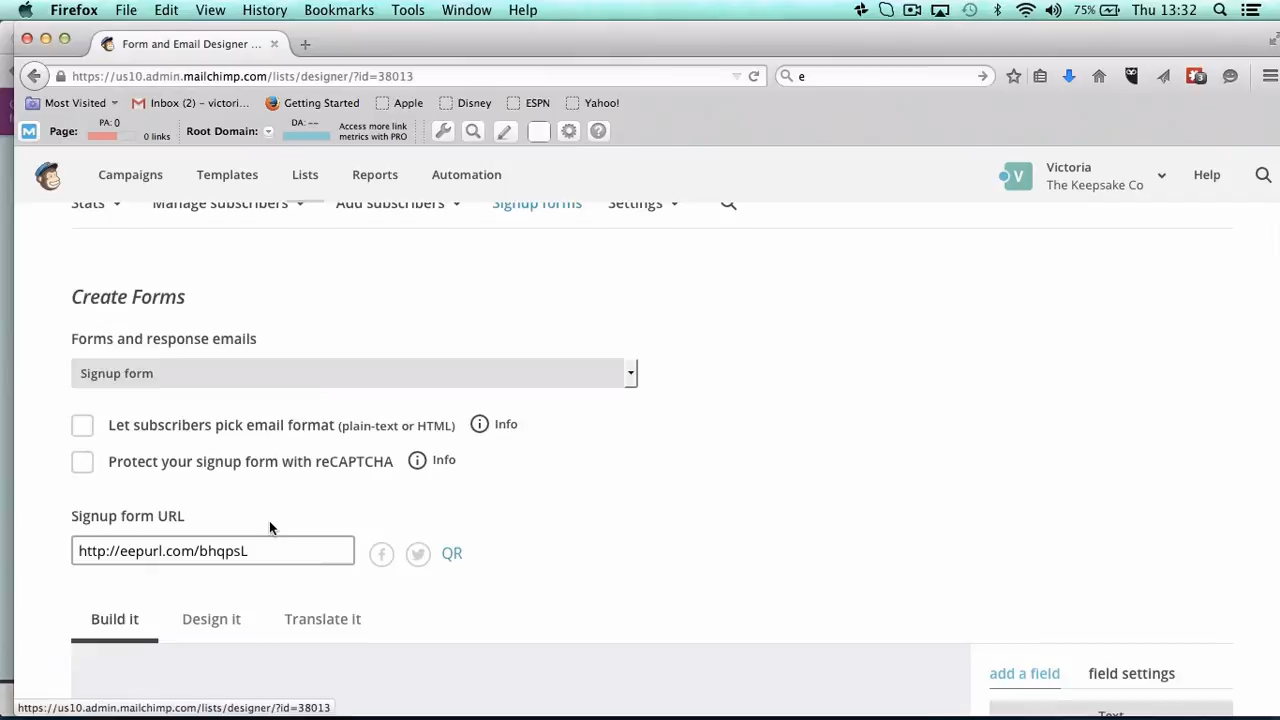 Firefox File Edit View History Bookmarks Tools Window Help 75% Thu 13:32
Form and Email Designer ...
https://us10.admin.mailchimp.com/lists/designer/?id=38013 e 3
Most Visited Inbox (2) – victori... Getting Started Apple Disney ESPN Yahoo!
M Page: PA: 0 0 links Root Domain: DA: -- Access more link metrics with PRO
Campaigns Templates Lists Reports Automation V Victoria The Keepsake Co Help
Stats Manage subscribers Add subscribers Signup forms Settings
Create Forms
Forms and response emails
Signup form
Let subscribers pick email format (plain-text or HTML) Info
Protect your signup form with reCAPTCHA Info
Signup form URL
http://eepurl.com/bhqpsL QR
Build it Design it Translate it
add a field field settings
Text
https://us10.admin.mailchimp.com/lists/designer/?id=38013